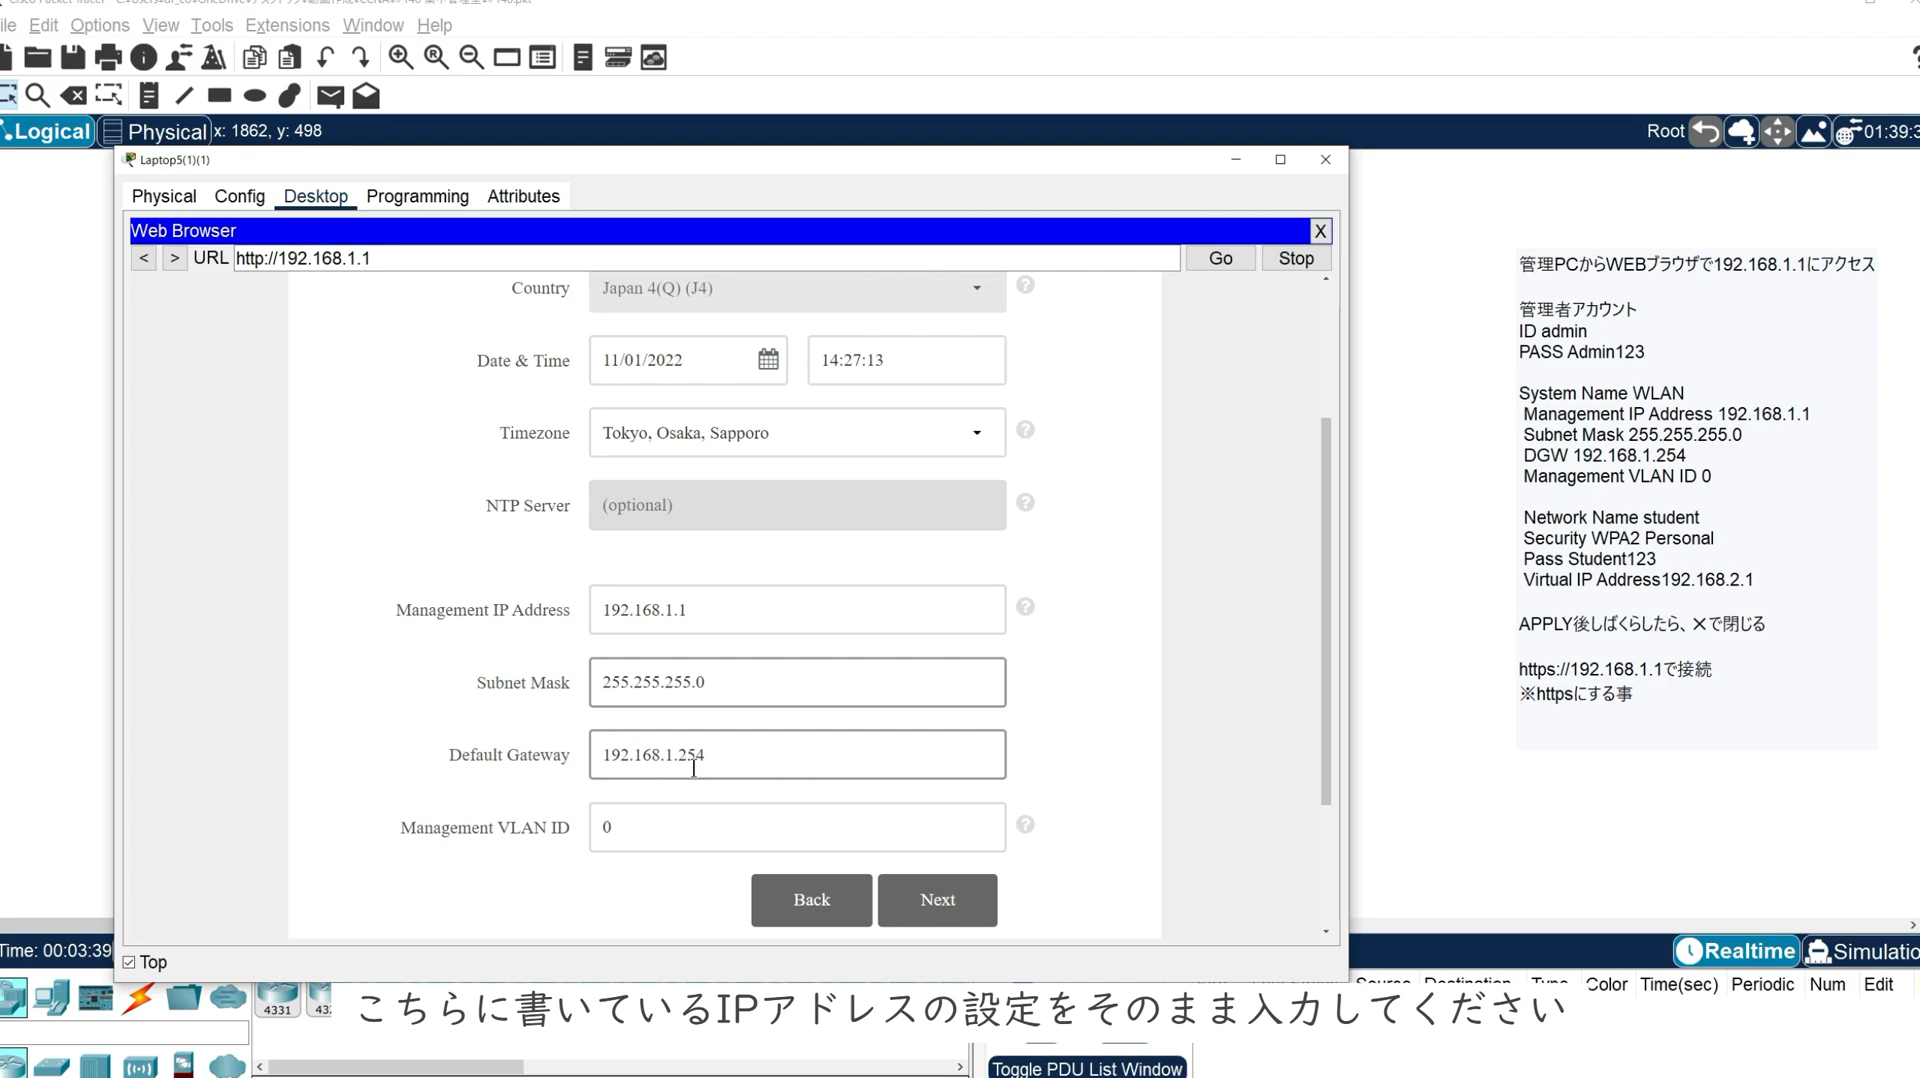 ile Edit Options View Tools Extensions Window Help
Logical Physical x: 1862, y: 498 Root 01:39:3
Laptop5(1)(1)
Physical Config Desktop Programming Attributes
Web Browser X
< > URL http://192.168.1.1 Go Stop
Country Japan 4(Q) (J4)
Date & Time 11/01/2022 14:27:13
Timezone Tokyo, Osaka, Sapporo
NTP Server (optional)
Management IP Address 192.168.1.1
Subnet Mask 255.255.255.0
Default Gateway 192.168.1.254
Management VLAN ID 0
Back Next
Top
管理PCからWEBブラウザで192.168.1.1にアクセス
管理者アカウント
ID admin
PASS Admin123
System Name WLAN
Management IP Address 192.168.1.1
Subnet Mask 255.255.255.0
DGW 192.168.1.254
Management VLAN ID 0
Network Name student
Security WPA2 Personal
Pass Student123
Virtual IP Address192.168.2.1
APPLY後しばくらしたら、×で閉じる
https://192.168.1.1で接続
※httpsにする事
Time: 00:03:39 Realtime Simulatio
Source Destination Type Color Time(sec) Periodic Num Edit
4331 43
こちらに書いているIPアドレスの設定をそのまま入力してください
Toggle PDU List Window